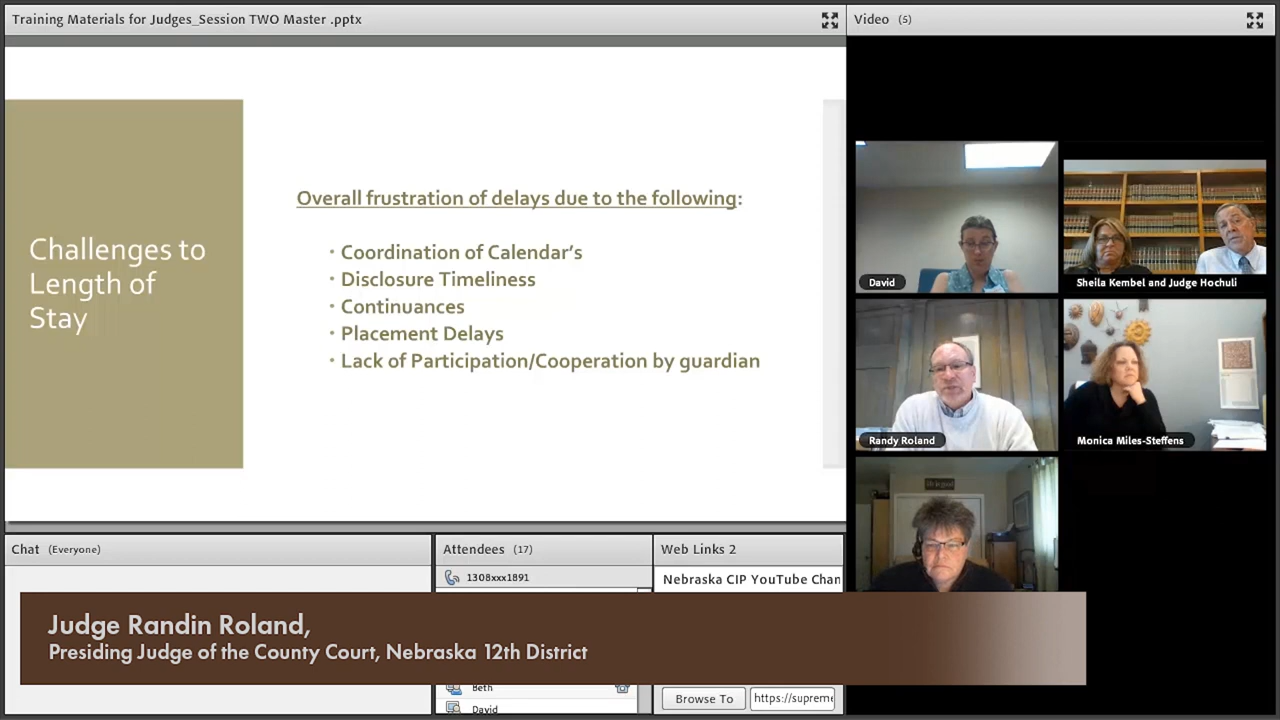 Training Materials for Judges_Session TWO Master .pptx
Video (5)
Challenges to
Length of
Stay
Overall frustration of delays due to the following:
• Coordination of Calendar's
• Disclosure Timeliness
• Continuances
• Placement Delays
• Lack of Participation/Cooperation by guardian
David
Sheila Kembel and Judge Hochuli
Randy Roland
Monica Miles-Steffens
Chat (Everyone)
Attendees (17)
1308xxx1891
Web Links 2
Nebraska CIP YouTube Chan
Judge Randin Roland,
Presiding Judge of the County Court, Nebraska 12th District
Beth
David
Browse To
https://supreme